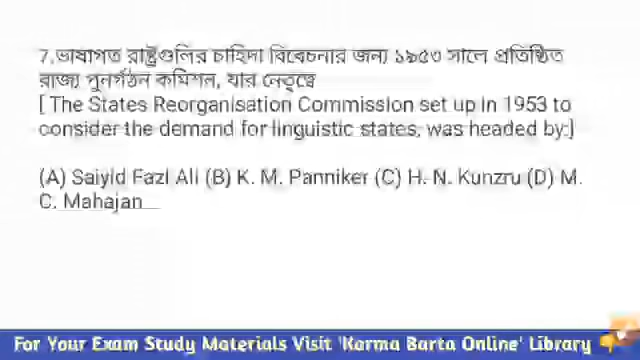 7.ভাষাগত রাষ্ট্রগুলির চাহিদা বিবেচনার জন্য ১৯৫৩ সালে প্রতিষ্ঠিত
রাজ্য পুনর্গঠন কমিশন, যার নেতৃত্বে
[ The States Reorganisation Commission set up in 1953 to
consider the demand for linguistic states, was headed by:]
(A) Saiyid Fazl Ali (B) K. M. Panniker (C) H. N. Kunzru (D) M.
C. Mahajan
For Your Exam Study Materials Visit 'Karma Barta Online' Library 👇